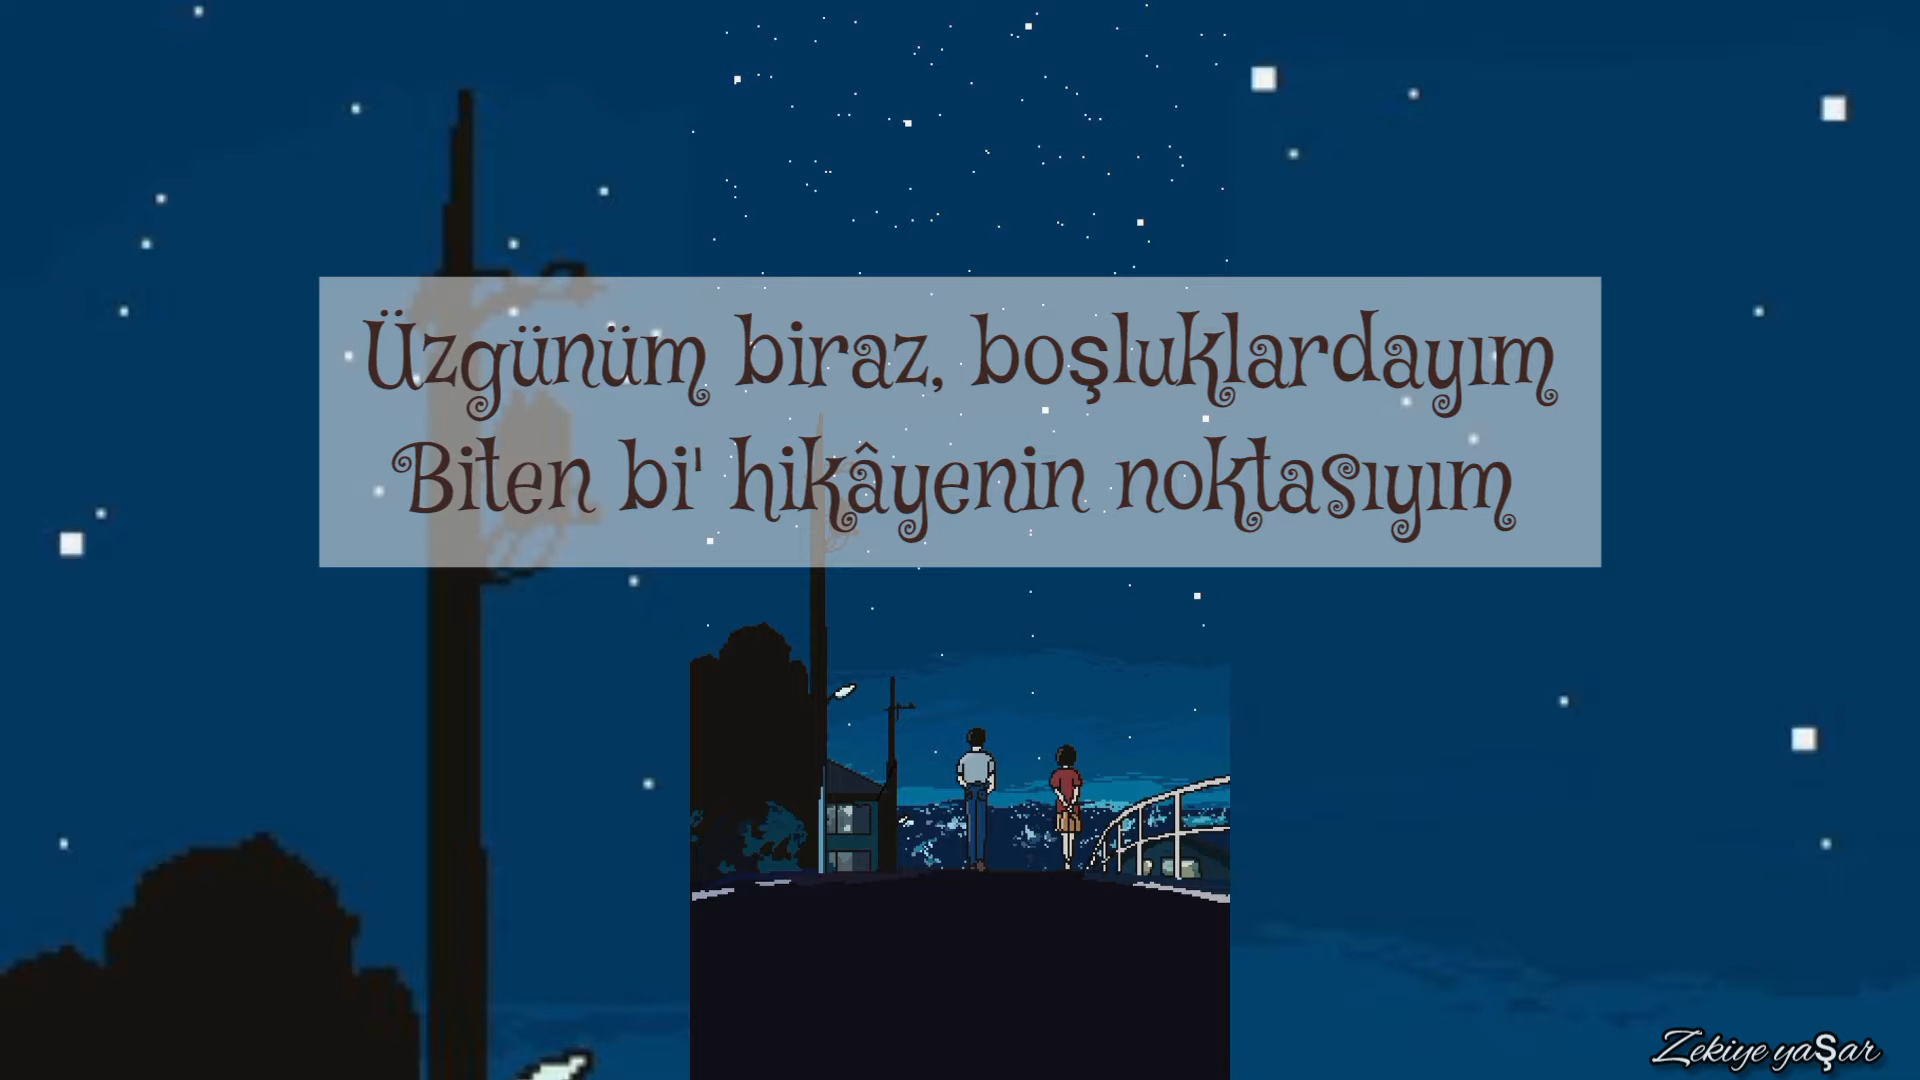 Üzgünüm biraz, boşluklardayım
Biten bi' hikâyenin noktasıyım
Zekiye yaŞar